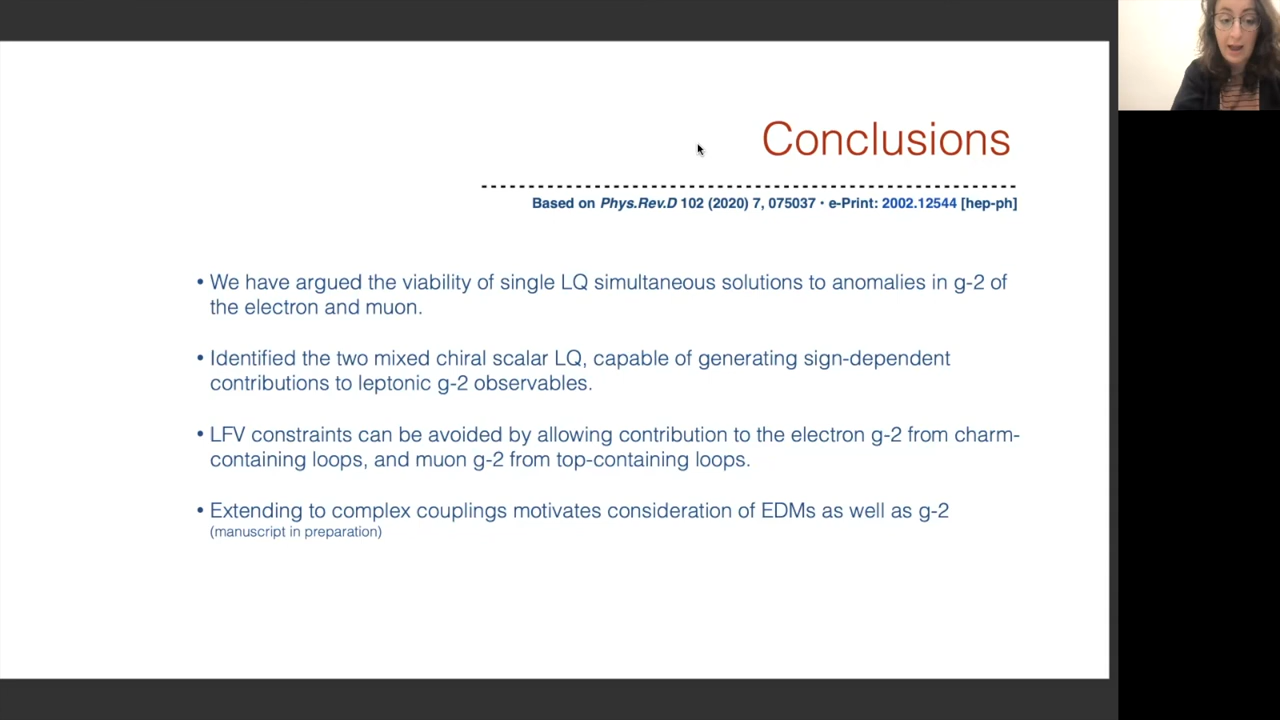 Conclusions
Based on Phys.Rev.D 102 (2020) 7, 075037 • e-Print: 2002.12544 [hep-ph]
• We have argued the viability of single LQ simultaneous solutions to anomalies in g-2 of
the electron and muon.
• Identified the two mixed chiral scalar LQ, capable of generating sign-dependent
contributions to leptonic g-2 observables.
• LFV constraints can be avoided by allowing contribution to the electron g-2 from charm-
containing loops, and muon g-2 from top-containing loops.
• Extending to complex couplings motivates consideration of EDMs as well as g-2
(manuscript in preparation)